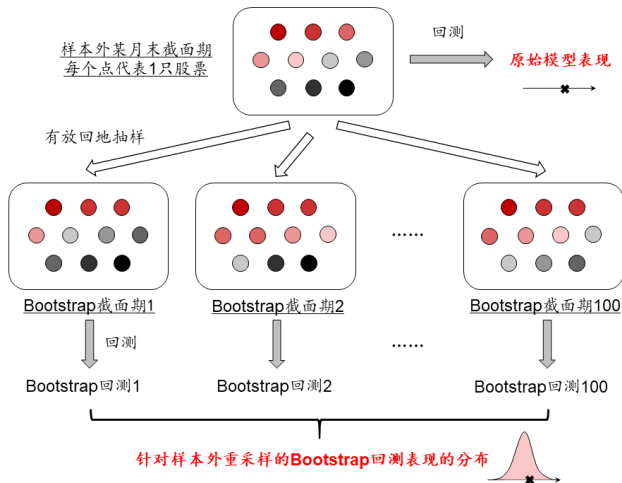 样本外某月末截面期
每个点代表1只股票
回测
原始模型表现
有放回地抽样
……
Bootstrap截面期1
Bootstrap截面期2
Bootstrap截面期100
回测
……
Bootstrap回测1
Bootstrap回测2
Bootstrap回测100
针对样本外重采样的Bootstrap回测表现的分布